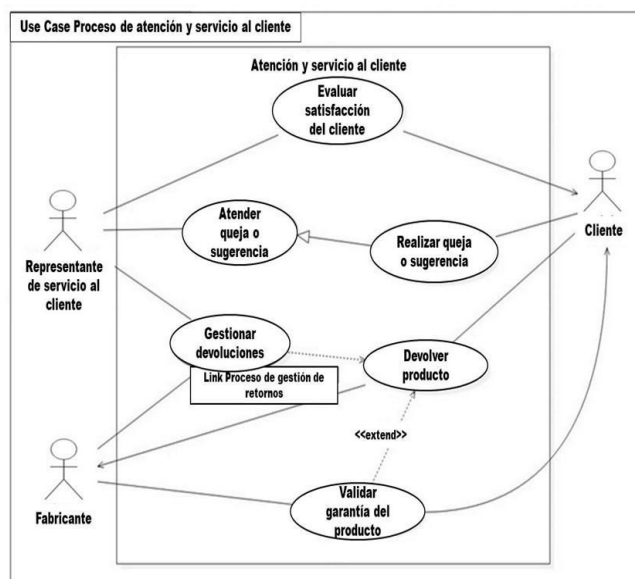 Use Case Proceso de atención y servicio al cliente
Atención y servicio al cliente
Evaluar
satisfacción
del cliente
Atender
queja o
sugerencia
Realizar queja
o sugerencia
Cliente
Representante
de servicio al
cliente
Gestionar
devoluciones
Link Proceso de gestión de
retornos
Devolver
producto
<<extend>>
Validar
garantía del
producto
Fabricante